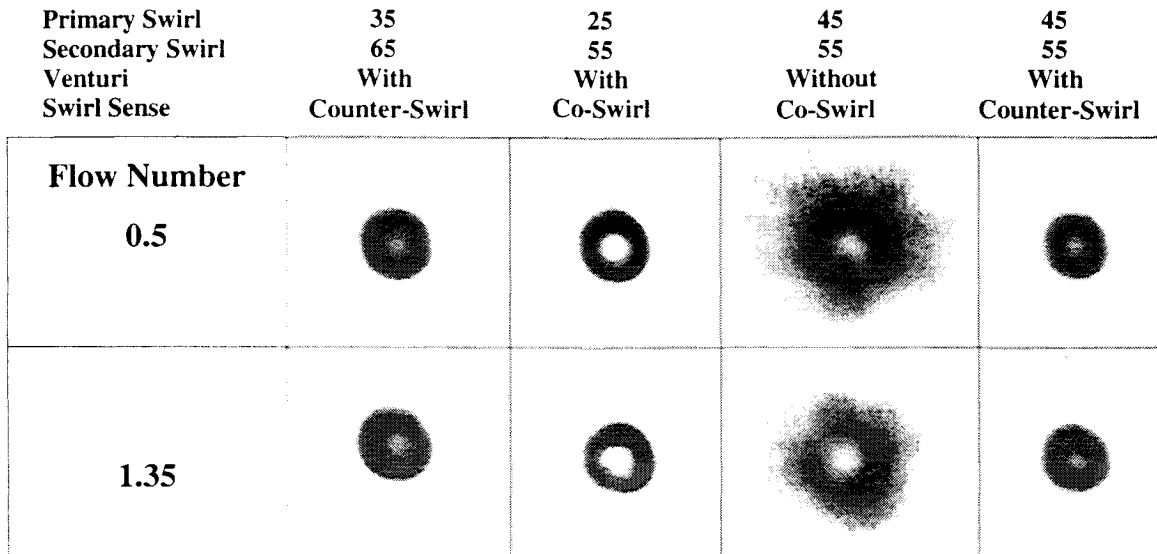 Primary Swirl 35 25 45 45
Secondary Swirl 65 55 55 55
Venturi With With Without With
Swirl Sense Counter-Swirl Co-Swirl Co-Swirl Counter-Swirl
Flow Number
0.5
1.35